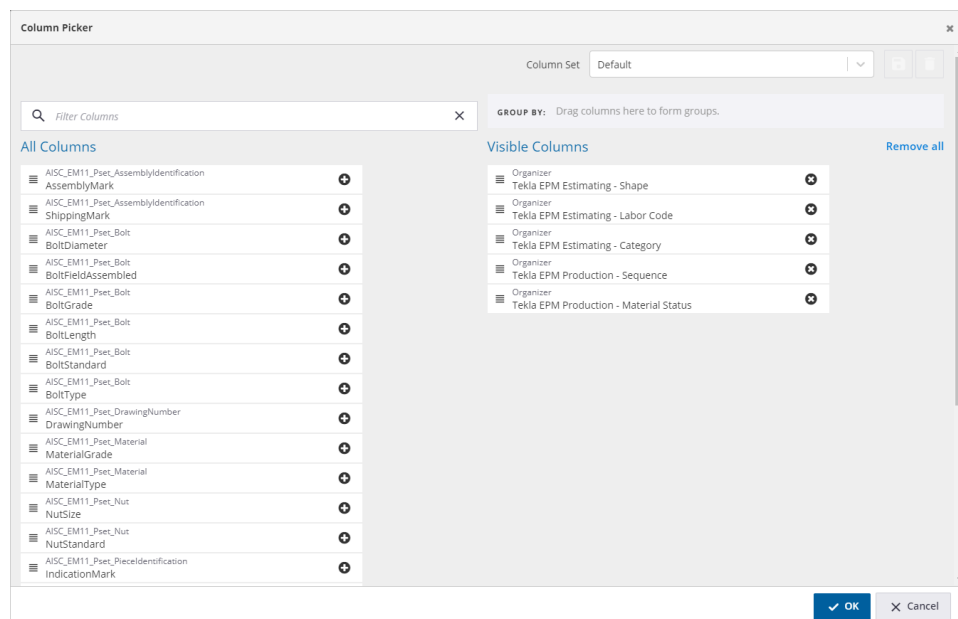 Column Picker
Column Set
Default
Filter Columns
GROUP BY: Drag columns here to form groups.
All Columns
AISC_EM11_Pset_AssemblyIdentification
AssemblyMark
AISC_EM11_Pset_AssemblyIdentification
ShippingMark
AISC_EM11_Pset_Bolt
BoltDiameter
AISC_EM11_Pset_Bolt
BoltFieldAssembled
AISC_EM11_Pset_Bolt
BoltGrade
AISC_EM11_Pset_Bolt
BoltLength
AISC_EM11_Pset_Bolt
BoltStandard
AISC_EM11_Pset_Bolt
BoltType
AISC_EM11_Pset_DrawingNumber
DrawingNumber
AISC_EM11_Pset_Material
MaterialGrade
AISC_EM11_Pset_Material
MaterialType
AISC_EM11_Pset_Nut
NutSize
AISC_EM11_Pset_Nut
NutStandard
AISC_EM11_Pset_PieceIdentification
IndicationMark
Visible Columns
Remove all
Organizer
Tekla EPM Estimating - Shape
Organizer
Tekla EPM Estimating - Labor Code
Organizer
Tekla EPM Estimating - Category
Organizer
Tekla EPM Production - Sequence
Organizer
Tekla EPM Production - Material Status
OK
Cancel